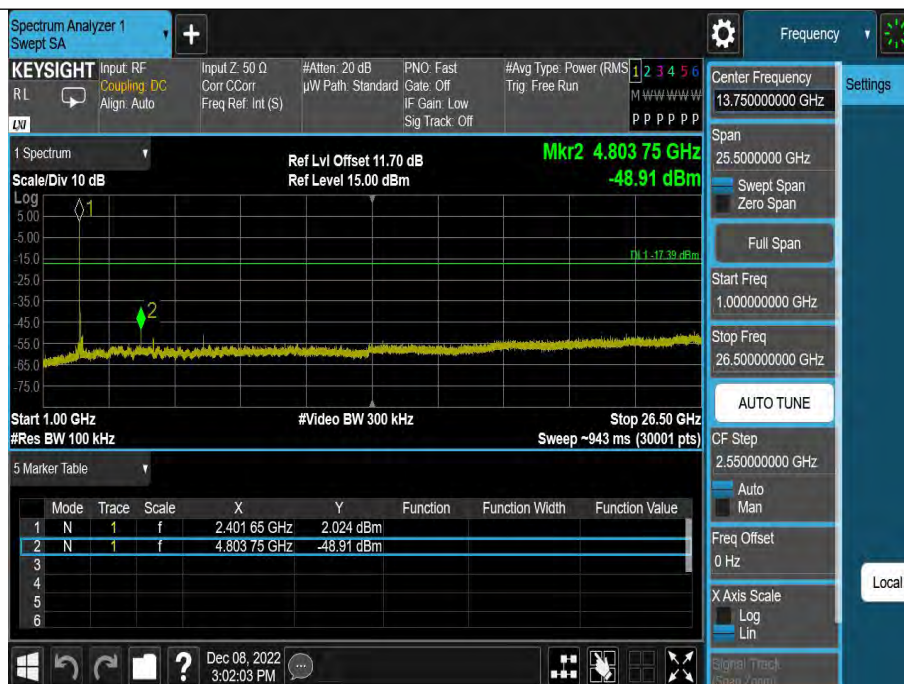 Spectrum Analyzer 1
Swept SA
+
Frequency
KEYSIGHT
RL
LXI
Input: RF
Coupling: DC
Align: Auto
Input Z: 50 Ω
Corr CCorr
Freq Ref: Int (S)
#Atten: 20 dB
µW Path: Standard
PNO: Fast
Gate: Off
IF Gain: Low
Sig Track: Off
#Avg Type: Power (RMS
Trig: Free Run
1 2 3 4 5 6
M W W W W W
P P P P P P
1 Spectrum
Scale/Div 10 dB
Ref Lvl Offset 11.70 dB
Ref Level 15.00 dBm
Mkr2 4.803 75 GHz
-48.91 dBm
Log
5.00
-5.00
-15.0
-25.0
-35.0
-45.0
-55.0
-65.0
-75.0
1
2
DL1 -17.39 dBm
Start 1.00 GHz
#Res BW 100 kHz
#Video BW 300 kHz
Stop 26.50 GHz
Sweep ~943 ms (30001 pts)
5 Marker Table
Mode Trace Scale X Y Function Function Width Function Value
1 N 1 f 2.401 65 GHz 2.024 dBm
2 N 1 f 4.803 75 GHz -48.91 dBm
3
4
5
6
?
Dec 08, 2022
3:02:03 PM
Center Frequency
13.750000000 GHz
Span
25.5000000 GHz
Swept Span
Zero Span
Full Span
Start Freq
1.000000000 GHz
Stop Freq
26.500000000 GHz
AUTO TUNE
CF Step
2.550000000 GHz
Auto
Man
Freq Offset
0 Hz
X Axis Scale
Log
Lin
Signal Track
(Span Zoom)
Settings
Local